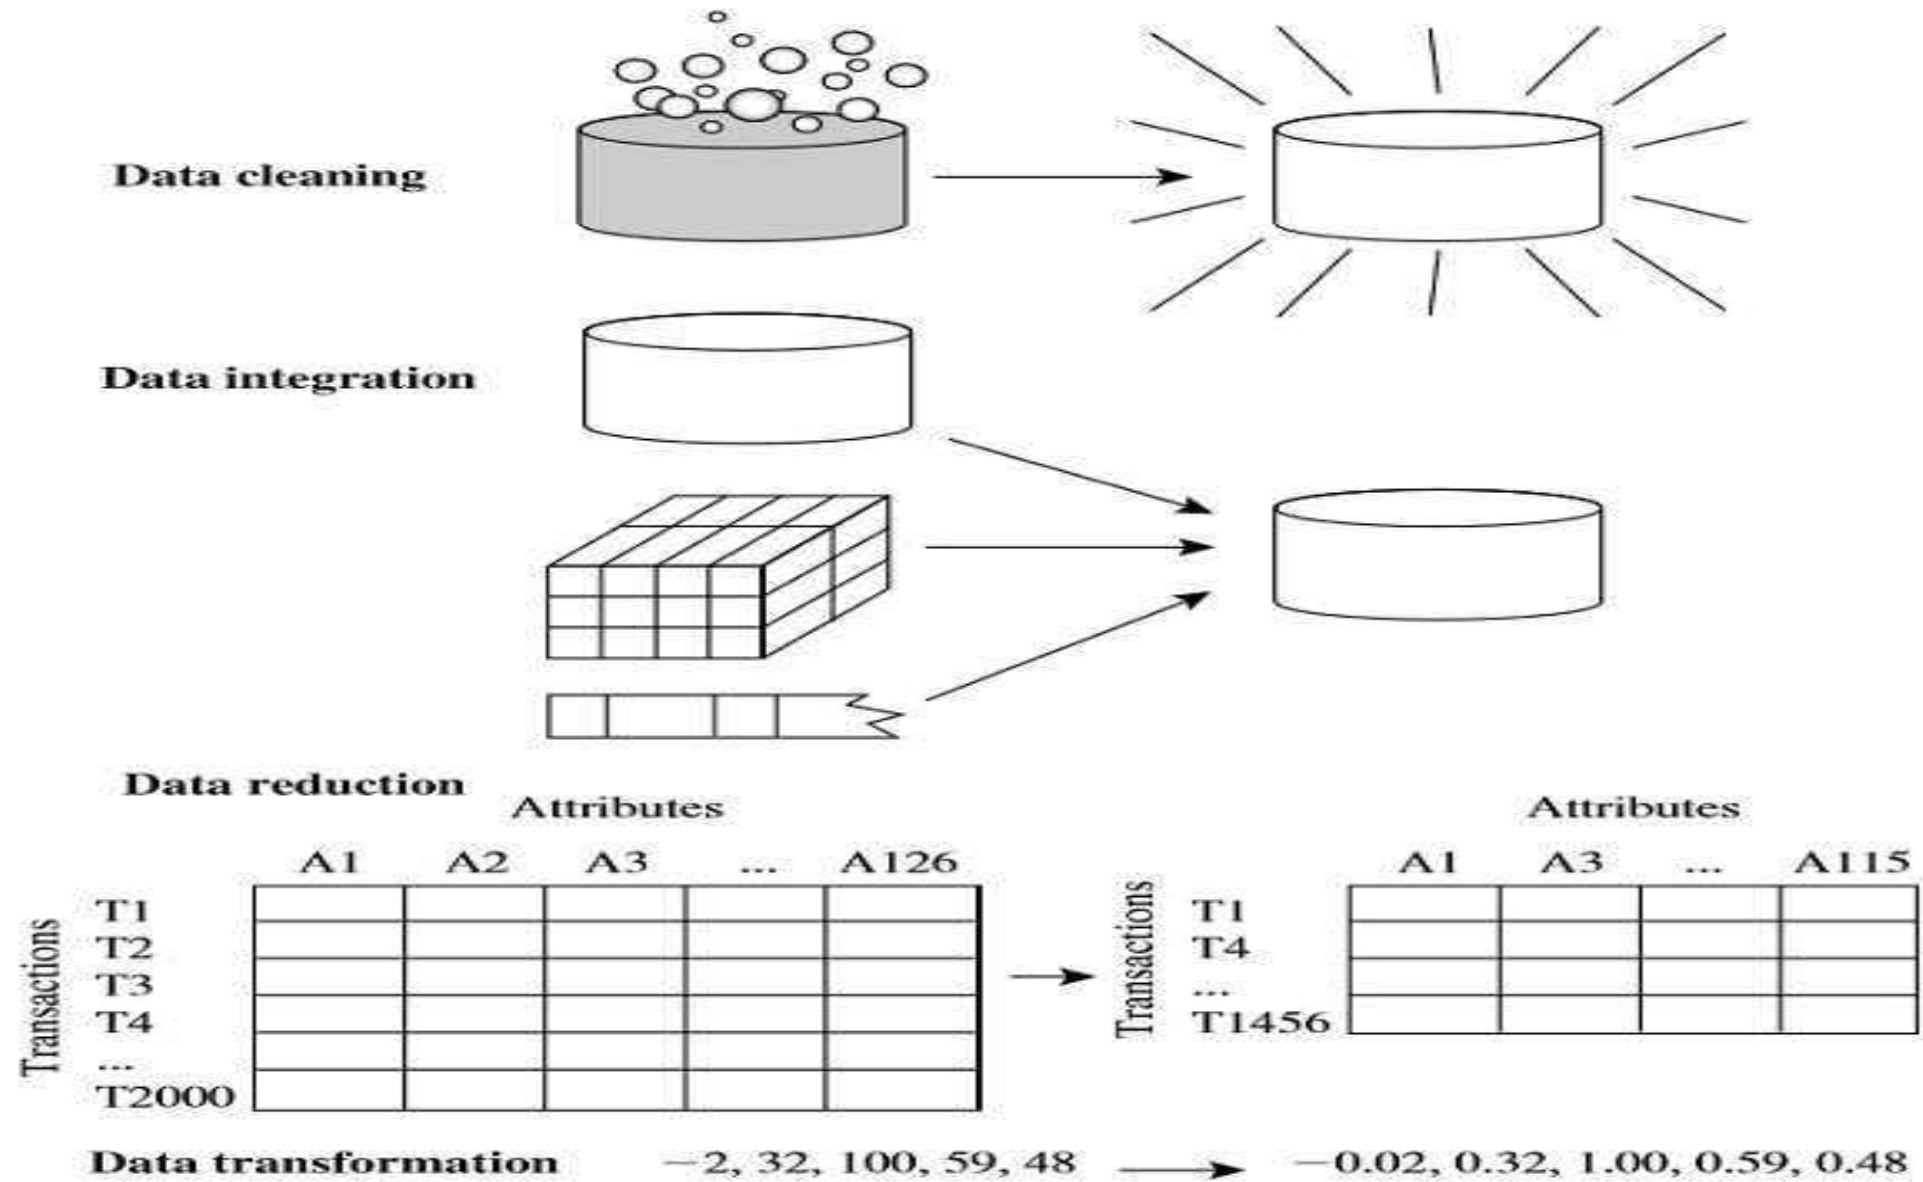 Data cleaning
Data integration
Data reduction
Attributes
A1 A2 A3 ... A126
Transactions
T1
T2
T3
T4
...
T2000
Attributes
A1 A3 ... A115
Transactions
T1
T4
...
T1456
Data transformation −2, 32, 100, 59, 48 −0.02, 0.32, 1.00, 0.59, 0.48